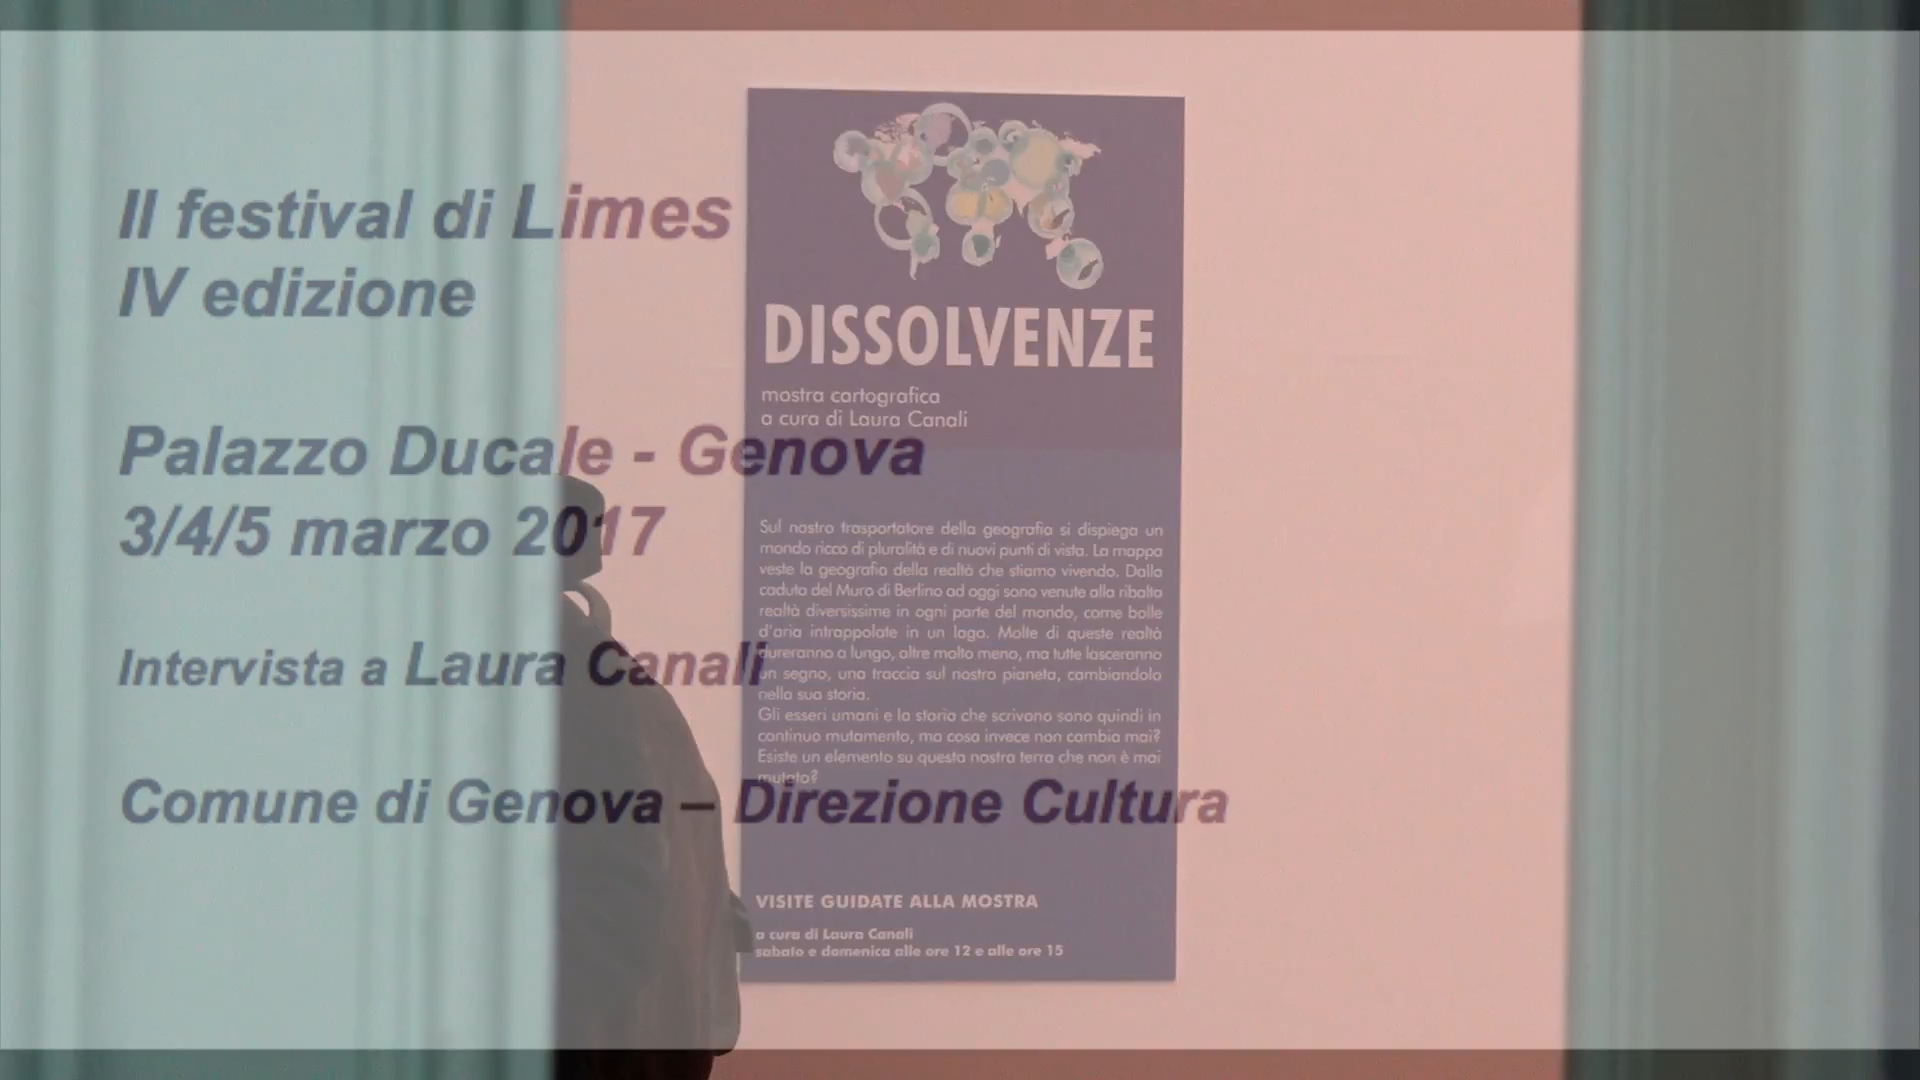 Il festival di Limes
IV edizione
Palazzo Ducale - Genova
3/4/5 marzo 2017
Intervista a Laura Canali
Comune di Genova – Direzione Cultura
DISSOLVENZE
mostra cartografica
a cura di Laura Canali
Sul nastro trasportatore della geografia si dispiega un
mondo ricco di pluralità e di nuovi punti di vista. La mappa
veste la geografia della realtà che stiamo vivendo. Dalla
caduta del Muro di Berlino ad oggi sono venute alla ribalta
realtà diversissime in ogni parte del mondo, come bolle
d'aria intrappolate in un lago. Molte di queste realtà
dureranno a lungo, altre molto meno, ma tutte lasceranno
un segno, una traccia sul nostro pianeta, cambiandolo
nella sua storia.
Gli esseri umani e la storia che scrivono sono quindi in
continuo mutamento, ma cosa invece non cambia mai?
Esiste un elemento su questa nostra terra che non è mai
mutato?
VISITE GUIDATE ALLA MOSTRA
a cura di Laura Canali
sabato e domenica alle ore 12 e alle ore 15